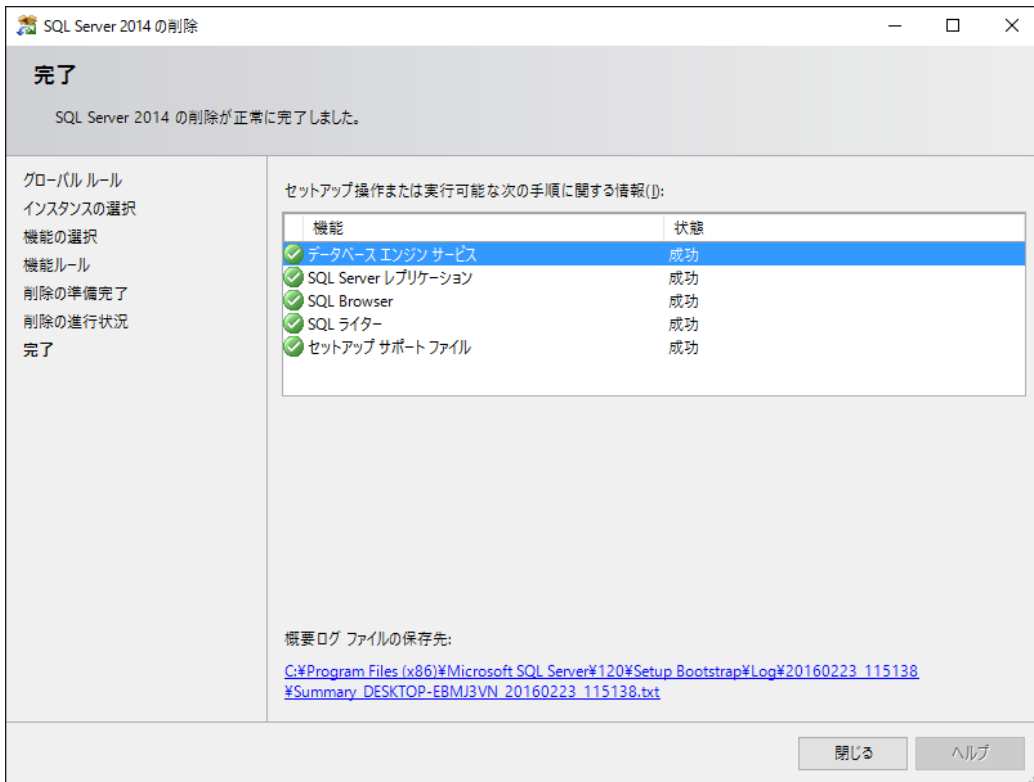 SQL Server 2014 の削除
完了
SQL Server 2014 の削除が正常に完了しました。
グローバル ルール
インスタンスの選択
機能の選択
機能ルール
削除の準備完了
削除の進行状況
完了
セットアップ操作または実行可能な次の手順に関する情報(I):
機能 状態
データベース エンジン サービス 成功
SQL Server レプリケーション 成功
SQL Browser 成功
SQL ライター 成功
セットアップ サポート ファイル 成功
概要ログ ファイルの保存先:
C:¥Program Files (x86)¥Microsoft SQL Server¥120¥Setup Bootstrap¥Log¥20160223_115138
¥Summary_DESKTOP-EBMJ3VN_20160223_115138.txt
閉じる ヘルプ